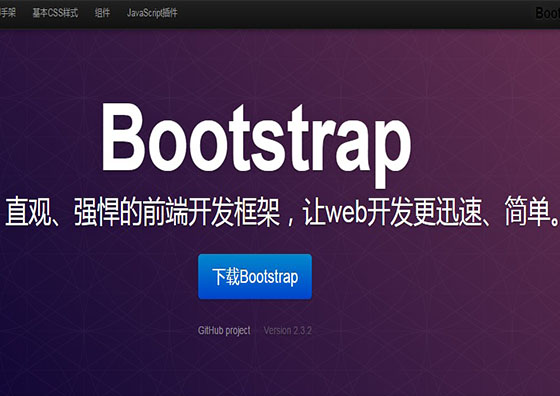 手架 基本CSS样式 组件 JavaScript插件 Boot
Bootstrap
直观、强悍的前端开发框架，让web开发更迅速、简单。
下载Bootstrap
GitHub project Version 2.3.2